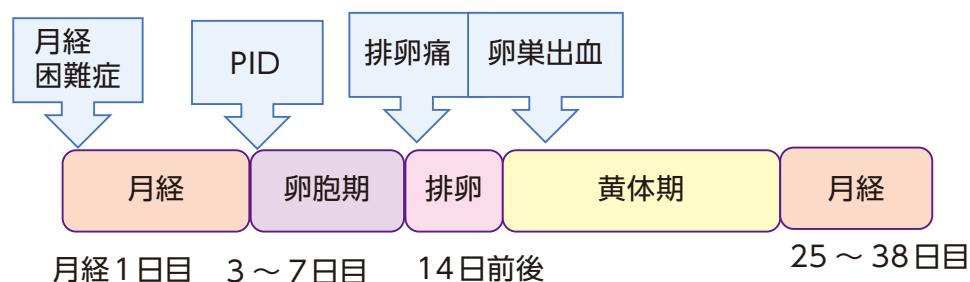 月経
困難症
PID
排卵痛
卵巣出血
月経
卵胞期
排卵
黄体期
月経
月経1日目
3～7日目
14日前後
25～38日目